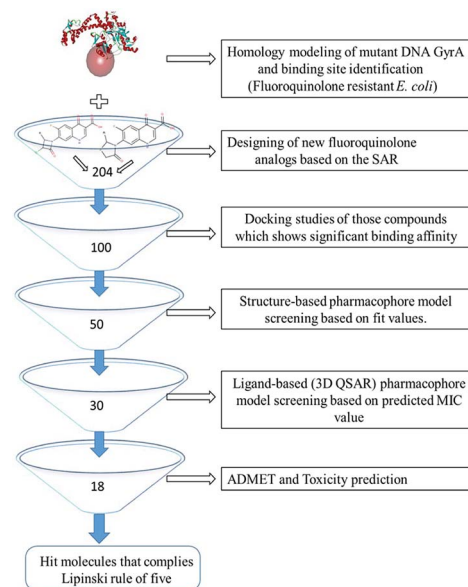 Homology modeling of mutant DNA GyrA
and binding site identification
(Fluoroquinolone resistant E. coli)
204
Designing of new fluoroquinolone
analogs based on the SAR
100
Docking studies of those compounds
which shows significant binding affinity
50
Structure-based pharmacophore model
screening based on fit values.
30
Ligand-based (3D QSAR) pharmacophore
model screening based on predicted MIC
value
18
ADMET and Toxicity prediction
Hit molecules that complies
Lipinski rule of five